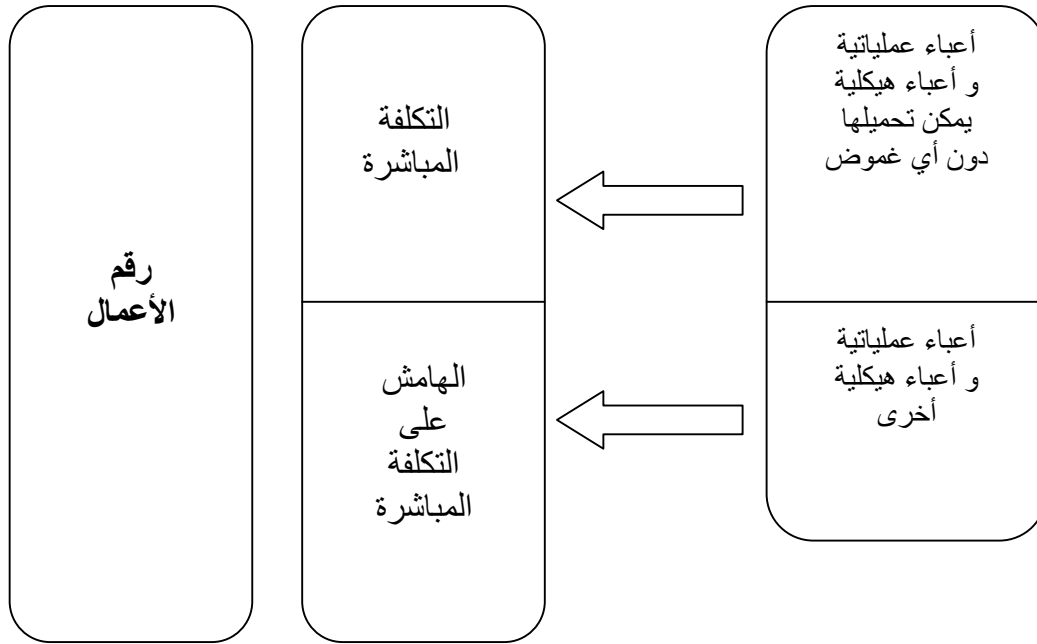 أعباء عملياتية
و أعباء هيكلية
يمكن تحميلها
دون أي غموض
التكلفة
المباشرة
رقم
الأعمال
أعباء عملياتية
و أعباء هيكلية
أخرى
الهامش
على
التكلفة
المباشرة